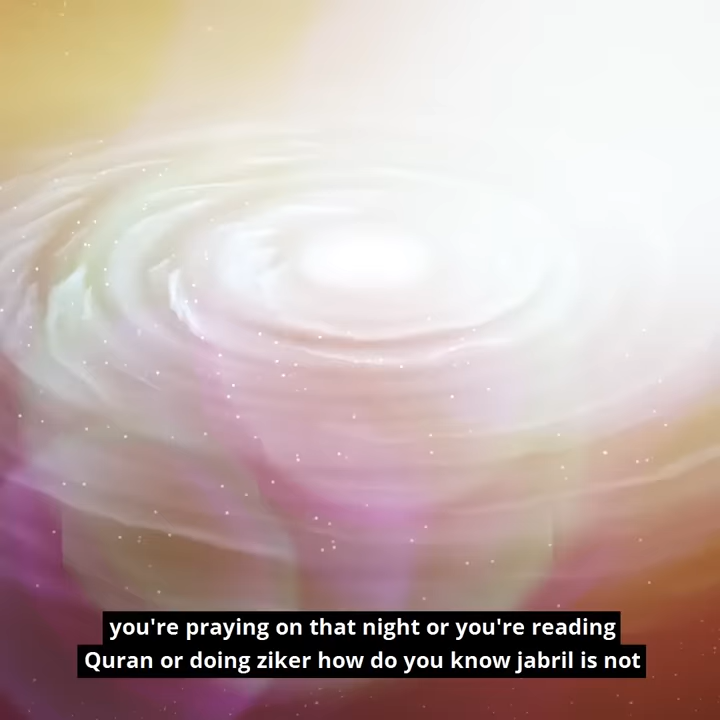 you're praying on that night or you're reading
Quran or doing ziker how do you know jabril is not